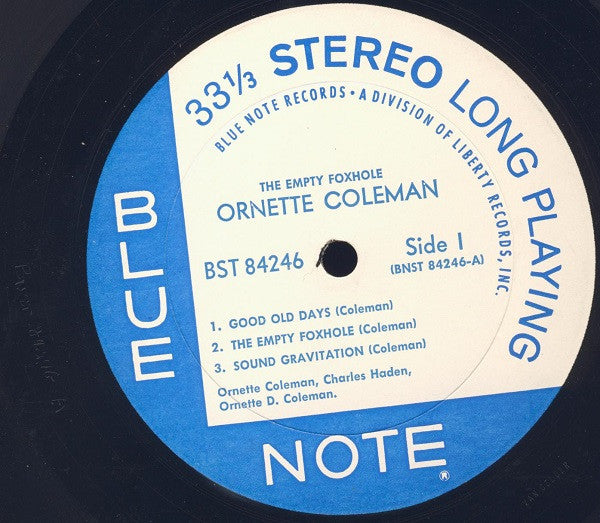 33⅓ STEREO LONG PLAYING
BLUE NOTE RECORDS • A DIVISION OF LIBERTY RECORDS, INC.
THE EMPTY FOXHOLE
ORNETTE COLEMAN
BST 84246
Side 1
(BNST 84246-A)
1. GOOD OLD DAYS (Coleman)
2. THE EMPTY FOXHOLE (Coleman)
3. SOUND GRAVITATION (Coleman)
Ornette Coleman, Charles Haden,
Ornette D. Coleman.
BLUE
NOTE®
VAN GELDER